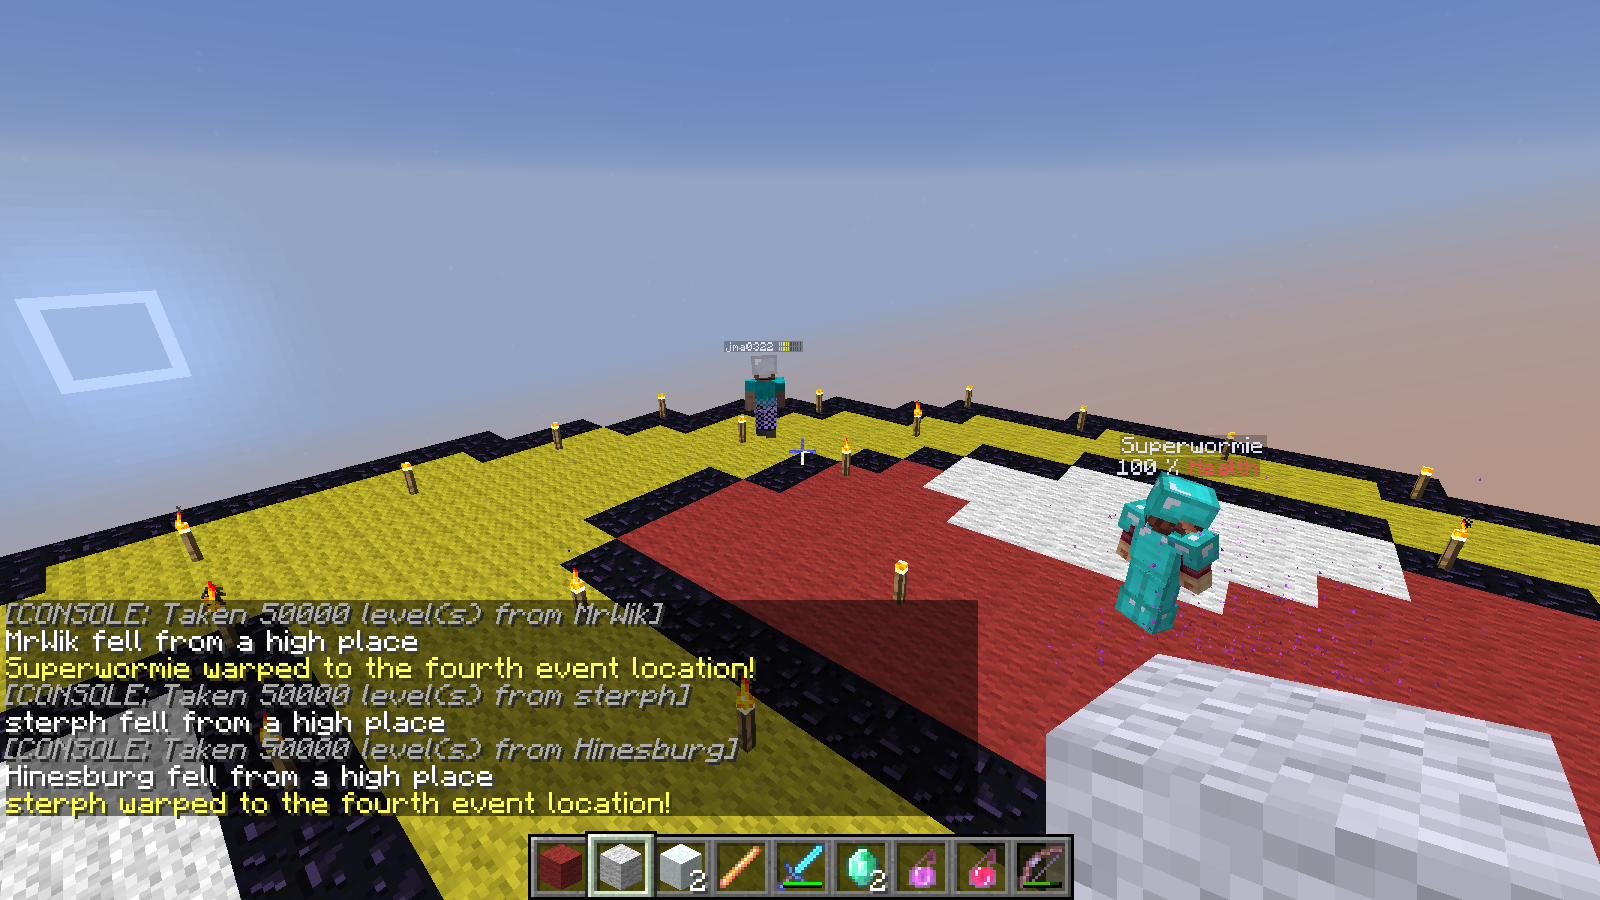 jma0322
Superwormie
100 % Health
[CONSOLE: Taken 50000 level(s) from MrWik]
MrWik fell from a high place
Superwormie warped to the fourth event location!
[CONSOLE: Taken 50000 level(s) from sterph]
sterph fell from a high place
[CONSOLE: Taken 50000 level(s) from Hinesburg]
Hinesburg fell from a high place
sterph warped to the fourth event location!
2 2